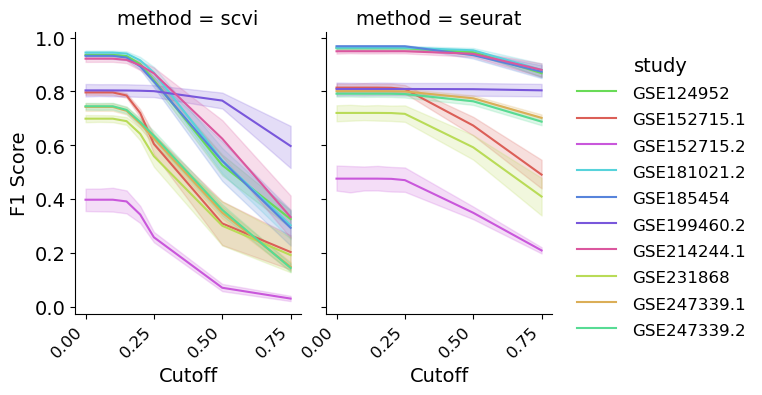 method = scvi
method = seurat
F1 Score
1.0
0.8
0.6
0.4
0.2
0.0
0.00
0.25
0.50
0.75
Cutoff
0.00
0.25
0.50
0.75
Cutoff
study
GSE124952
GSE152715.1
GSE152715.2
GSE181021.2
GSE185454
GSE199460.2
GSE214244.1
GSE231868
GSE247339.1
GSE247339.2